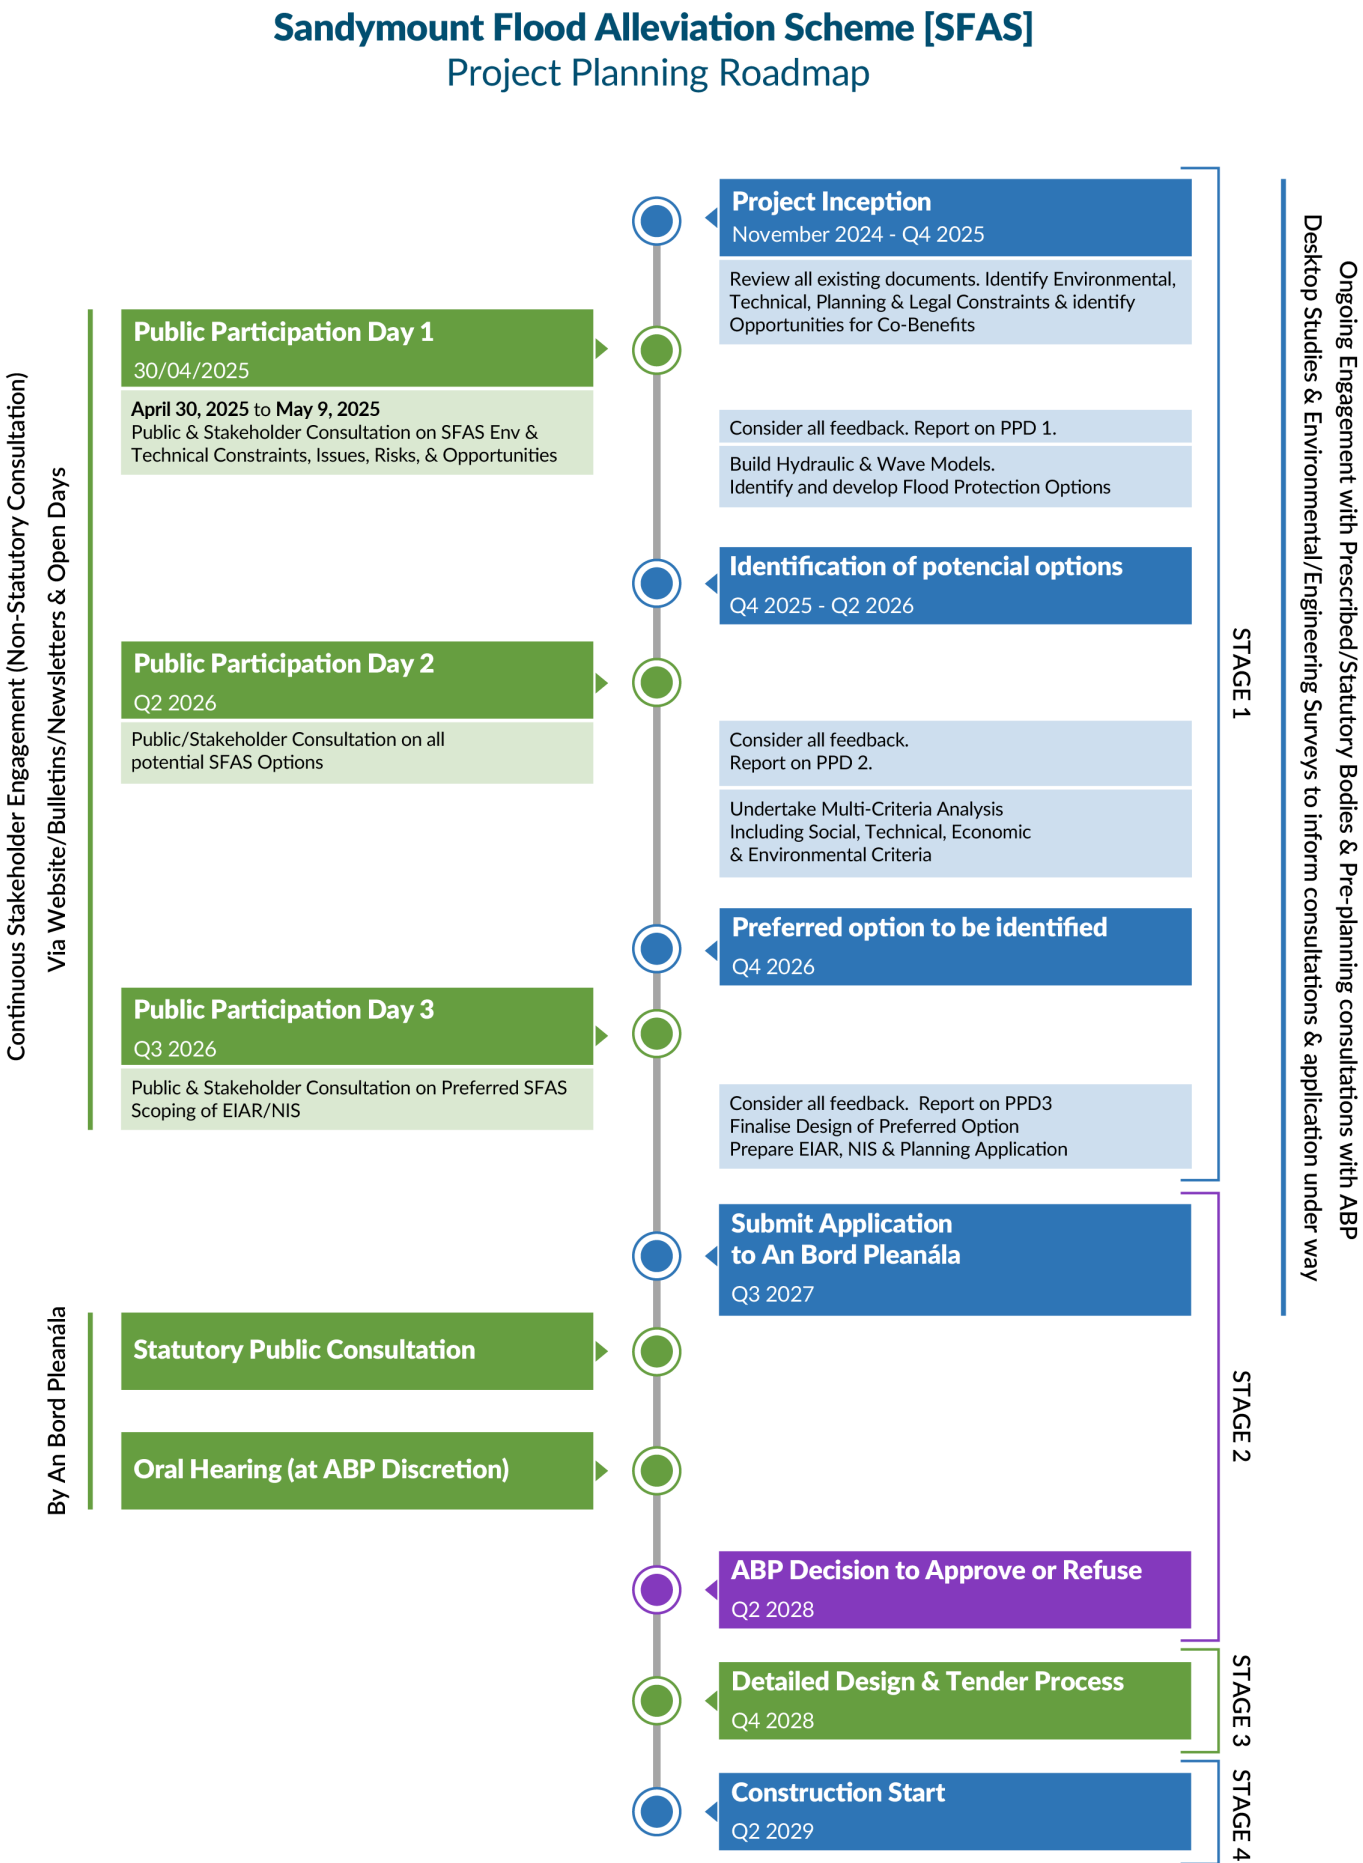 Sandymount Flood Alleviation Scheme [SFAS]
Project Planning Roadmap
Project Inception
November 2024 - Q4 2025
Review all existing documents. Identify Environmental,
Technical, Planning & Legal Constraints & identify
Opportunities for Co-Benefits
Public Participation Day 1
30/04/2025
April 30, 2025 to May 9, 2025
Public & Stakeholder Consultation on SFAS Env &
Technical Constraints, Issues, Risks, & Opportunities
Consider all feedback. Report on PPD 1.
Build Hydraulic & Wave Models.
Identify and develop Flood Protection Options
Identification of potencial options
Q4 2025 - Q2 2026
Public Participation Day 2
Q2 2026
Public/Stakeholder Consultation on all
potential SFAS Options
Consider all feedback.
Report on PPD 2.
Undertake Multi-Criteria Analysis
Including Social, Technical, Economic
& Environmental Criteria
Preferred option to be identified
Q4 2026
Public Participation Day 3
Q3 2026
Public & Stakeholder Consultation on Preferred SFAS
Scoping of EIAR/NIS
Consider all feedback.  Report on PPD3
Finalise Design of Preferred Option
Prepare EIAR, NIS & Planning Application
Submit Application
to An Bord Pleanála
Q3 2027
Statutory Public Consultation
Oral Hearing (at ABP Discretion)
ABP Decision to Approve or Refuse
Q2 2028
Detailed Design & Tender Process
Q4 2028
Construction Start
Q2 2029
Continuous Stakeholder Engagement (Non-Statutory Consultation)
Via Website/Bulletins/Newsletters & Open Days
By An Bord Pleanála
STAGE 1
STAGE 2
STAGE 3
STAGE 4
Ongoing Engagement with Prescribed/Statutory Bodies & Pre-planning consultations with ABP
Desktop Studies & Environmental/Engineering Surveys to inform consultations & application under way